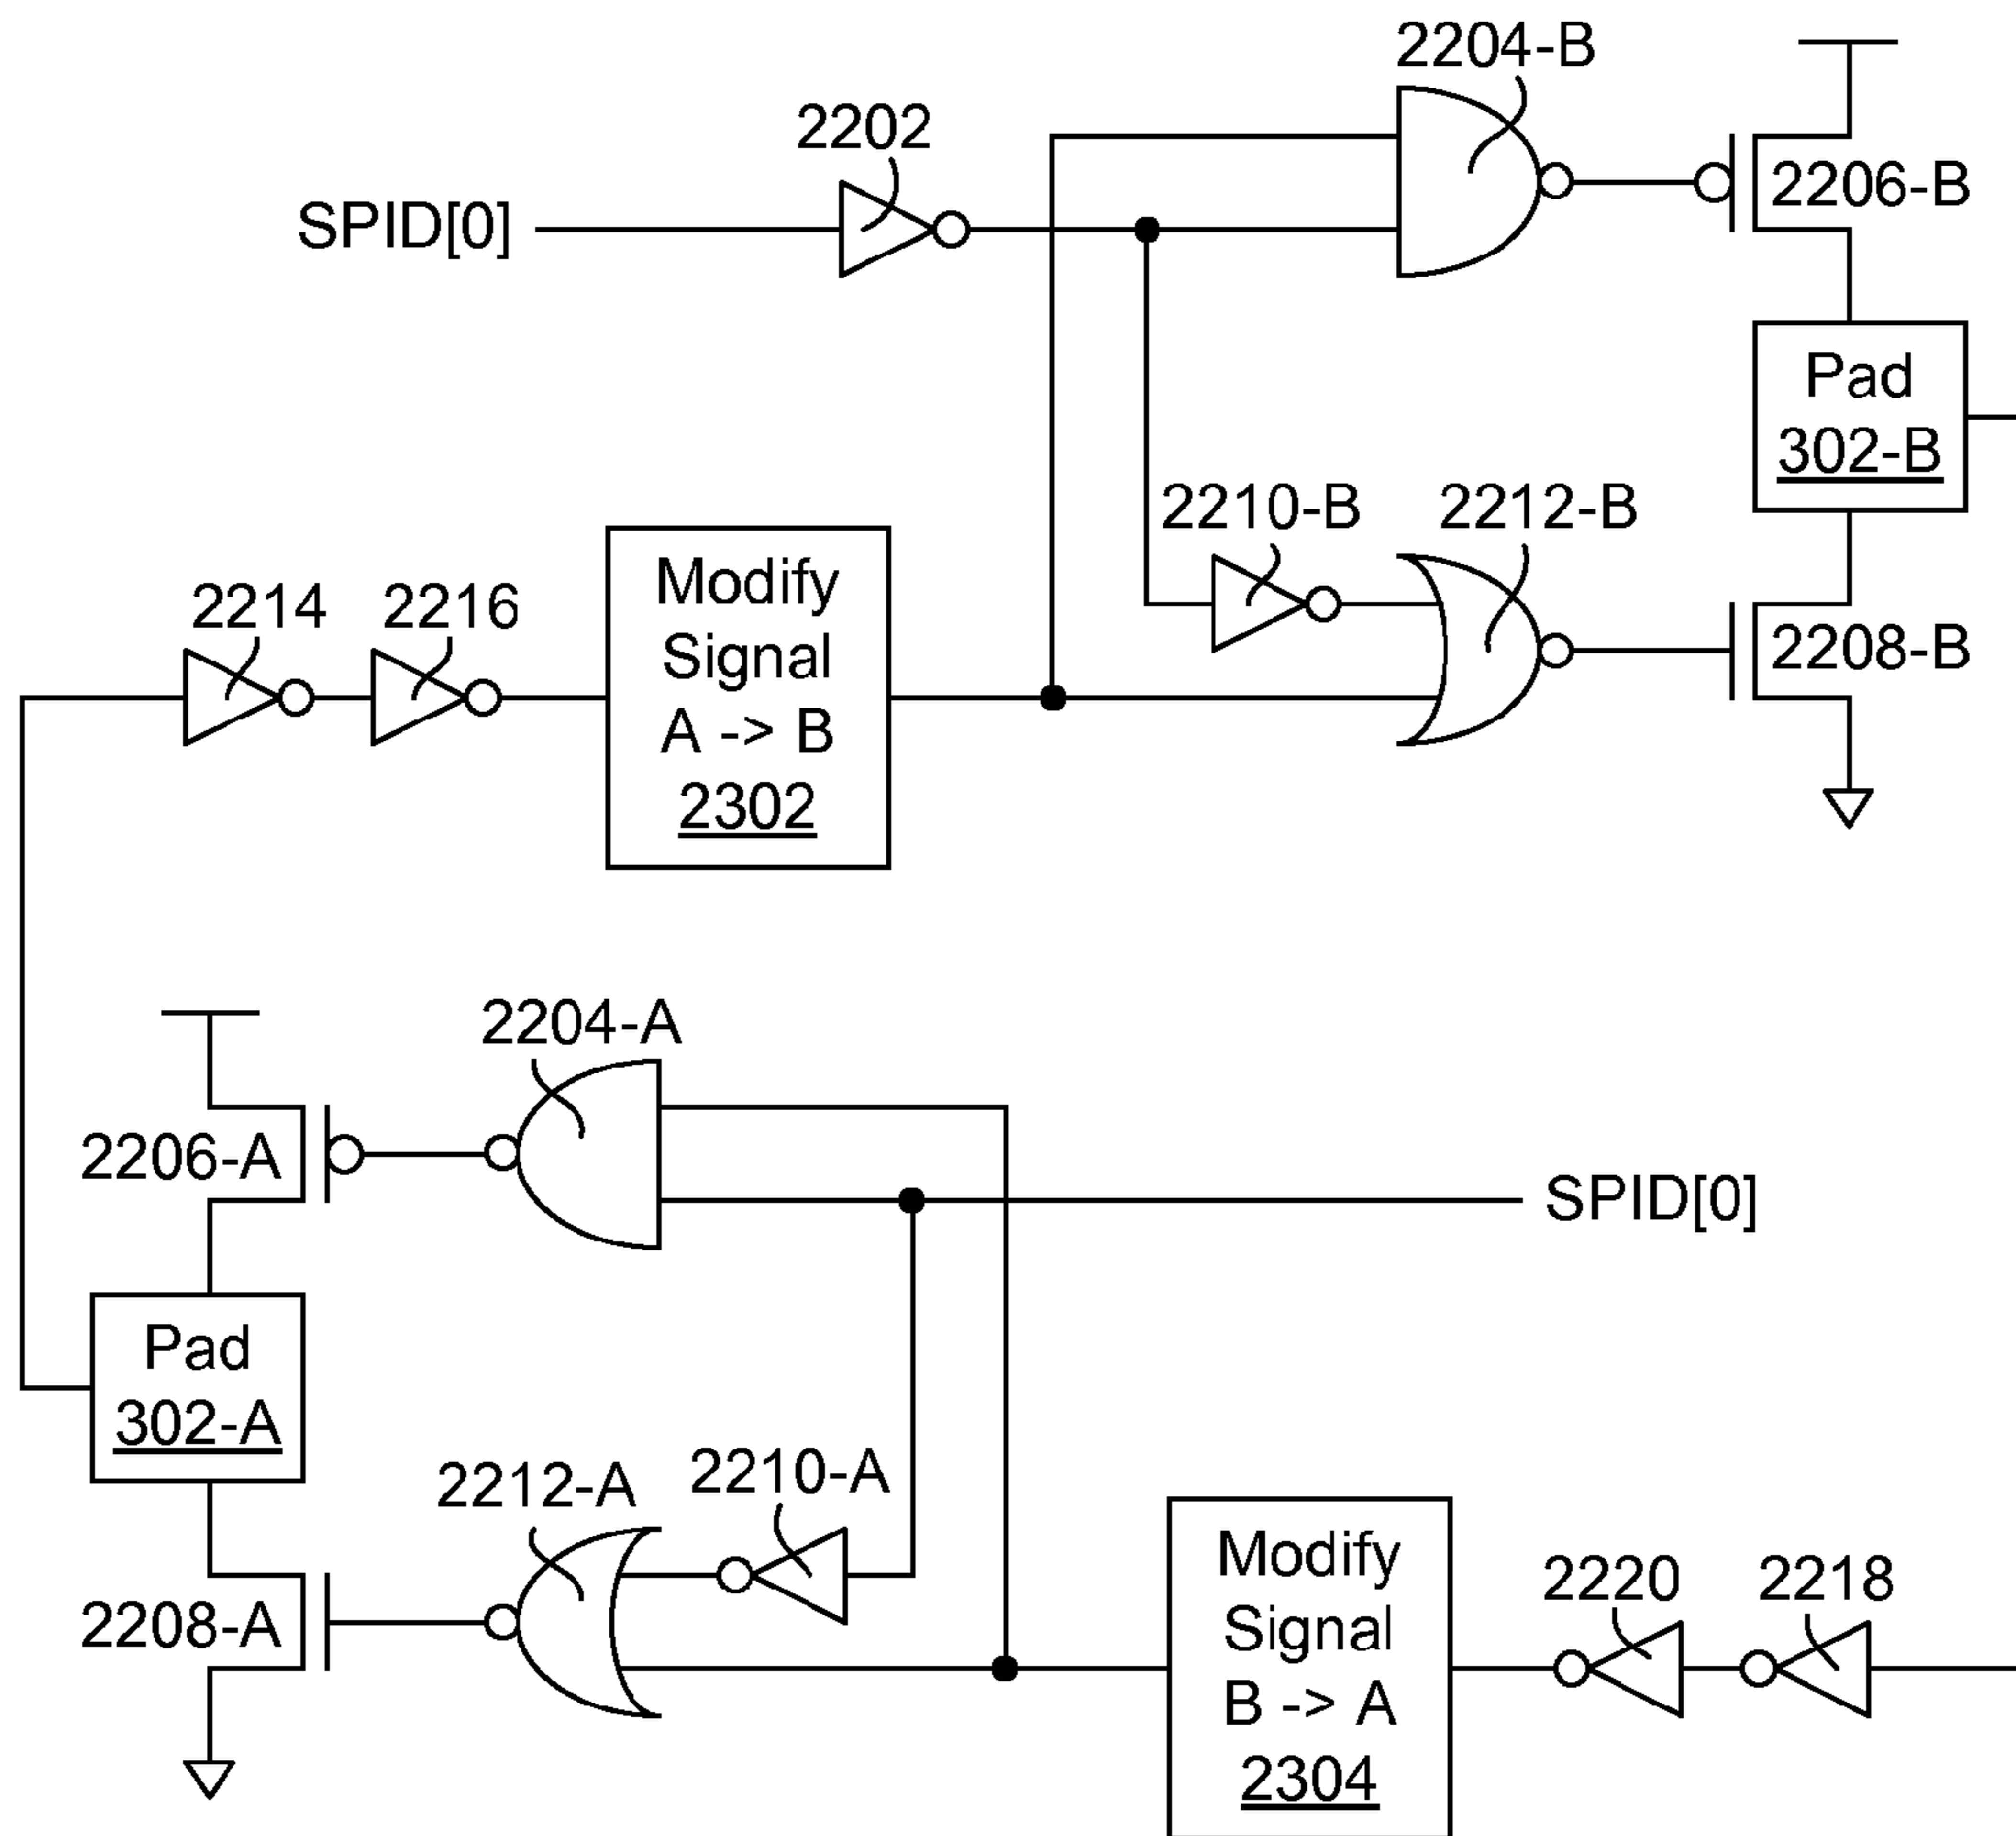 2204-B
2202
SPID[0]
2206-B
Pad
302-B
2210-B
2212-B
2214
2216
Modify
Signal
A -> B
2302
2208-B
2204-A
2206-A
SPID[0]
Pad
302-A
2212-A
2210-A
2208-A
Modify
Signal
B -> A
2304
2220
2218